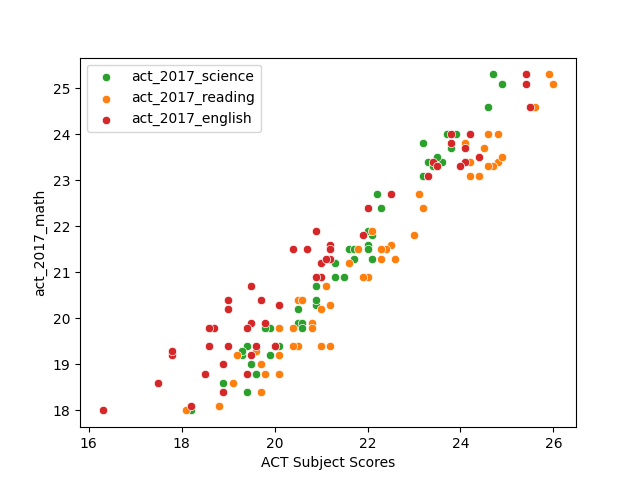 act_2017_science
act_2017_reading
act_2017_english
act_2017_math
25
24
23
22
21
20
19
18
16 18 20 22 24 26
ACT Subject Scores